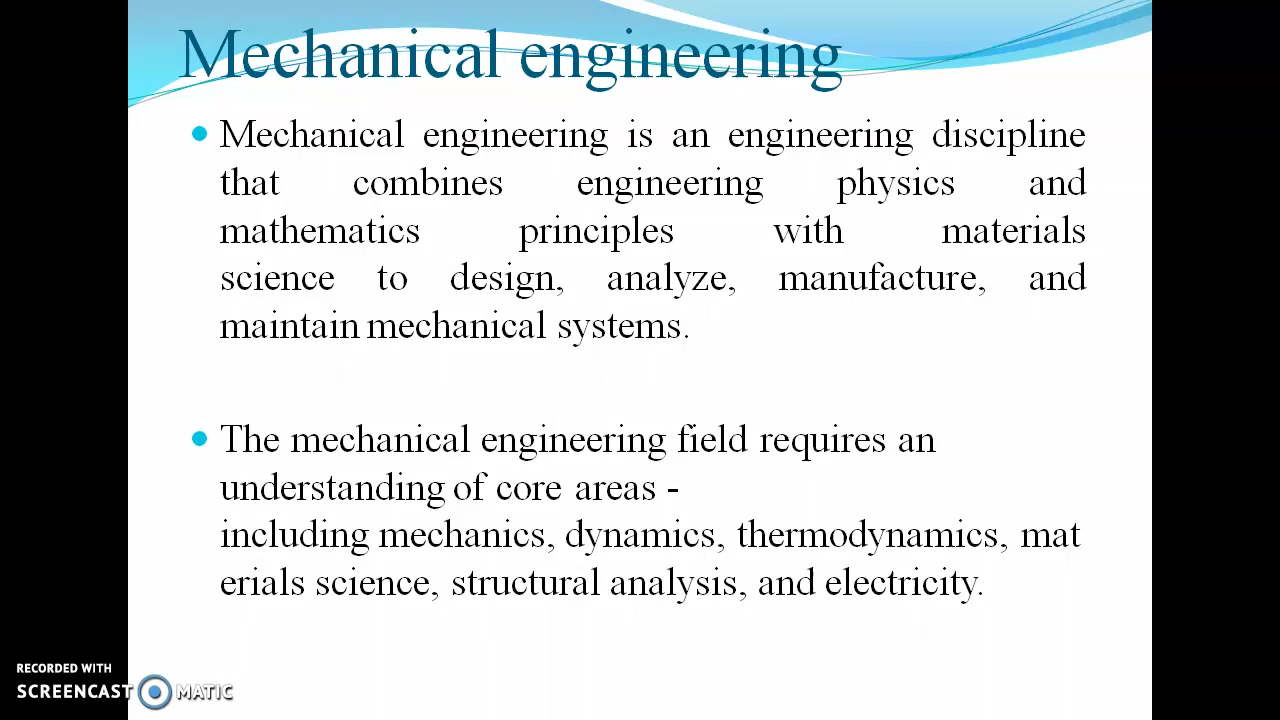 Mechanical engineering
Mechanical engineering is an engineering discipline
that combines engineering physics and
mathematics principles with materials
science to design, analyze, manufacture, and
maintain mechanical systems.
The mechanical engineering field requires an
understanding of core areas -
including mechanics, dynamics, thermodynamics, mat
erials science, structural analysis, and electricity.
RECORDED WITH
SCREENCAST MATIC